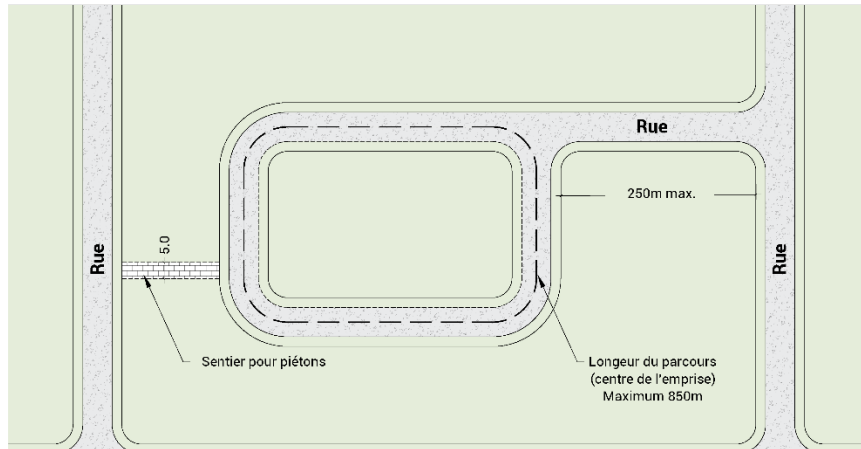 Rue
250m max.
Rue
5.0
Rue
Sentier pour piétons
Longeur du parcours
(centre de l'emprise)
Maximum 850m